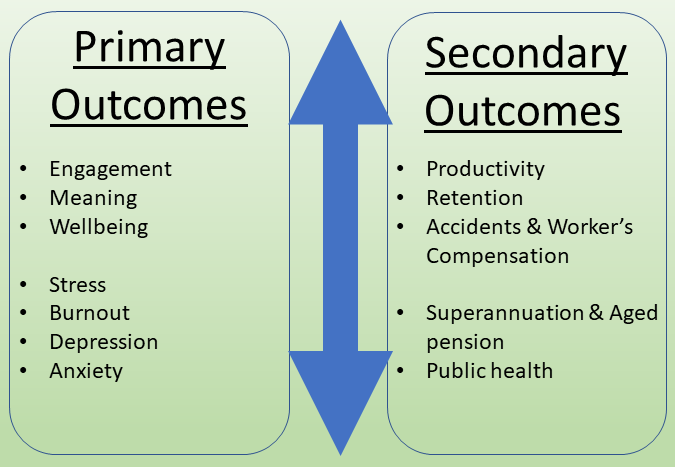 Primary
Outcomes
• Engagement
• Meaning
• Wellbeing
• Stress
• Burnout
• Depression
• Anxiety
Secondary
Outcomes
• Productivity
• Retention
• Accidents & Worker’s
Compensation
• Superannuation & Aged
pension
• Public health